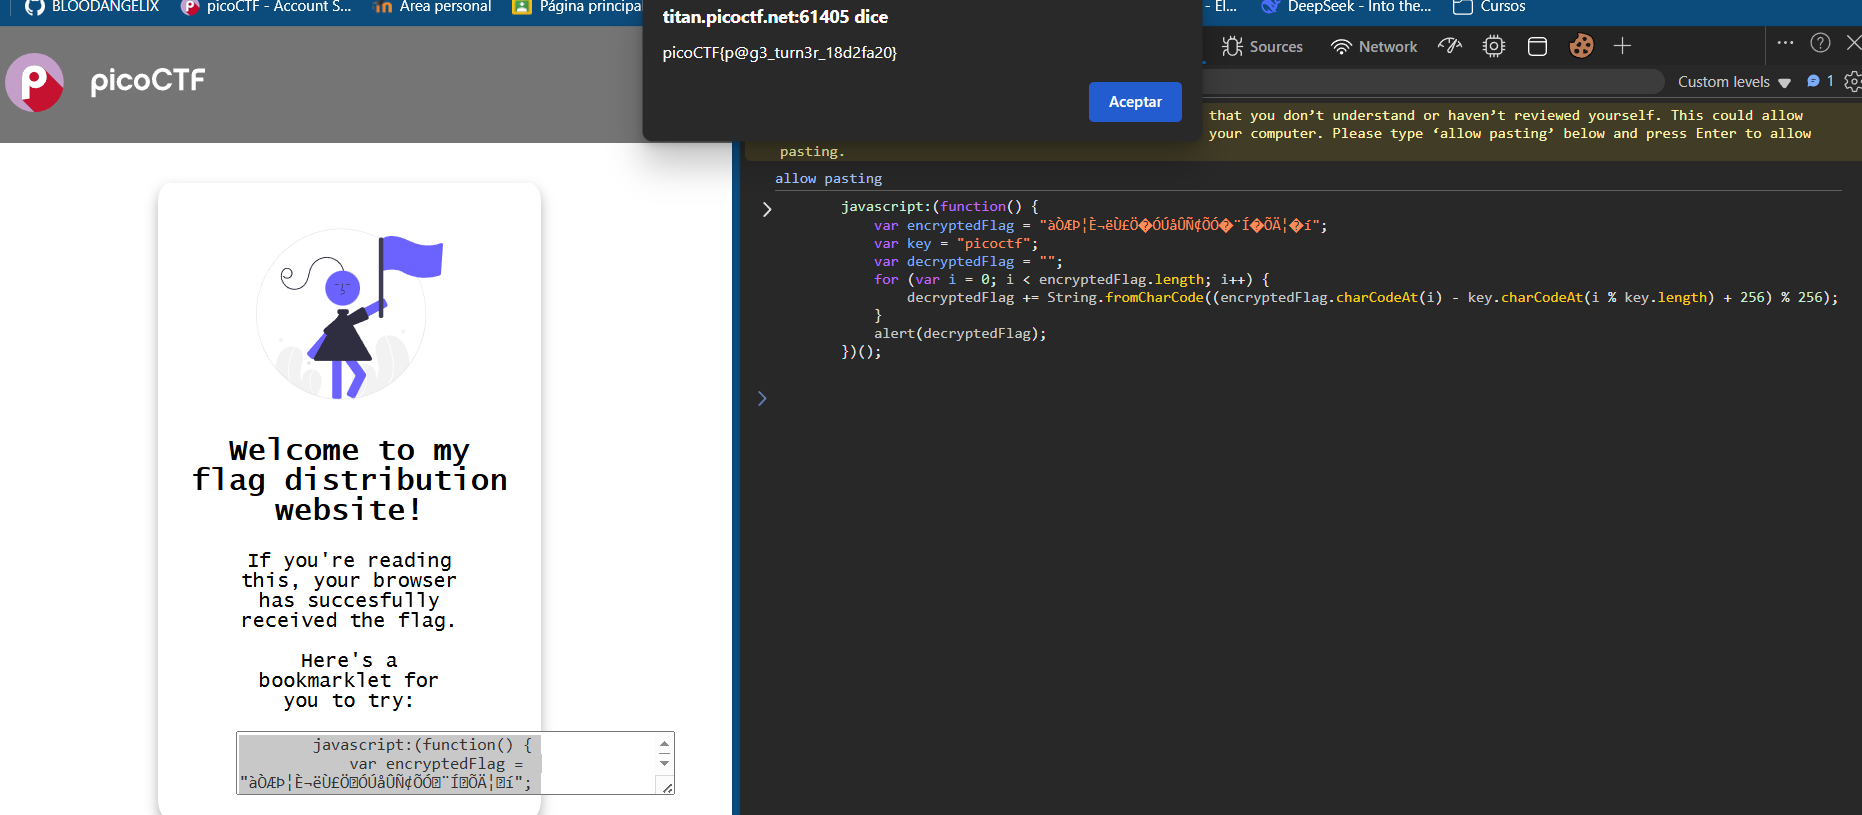 BLOODANGELIX
picoCTF - Account S...
Área personal
Página principal
- El...
DeepSeek - Into the...
Cursos
titan.picoctf.net:61405 dice
picoCTF{p@g3_turn3r_18d2fa20}
Aceptar
picoCTF
Sources
Network
Custom levels
1
that you don’t understand or haven’t reviewed yourself. This could allow
your computer. Please type ‘allow pasting’ below and press Enter to allow
pasting.
allow pasting
javascript:(function() {
var encryptedFlag = "àÒÆÞ¦È¬ëÙ£Ö�ÓÚåÛÑ¢ÕÓ�¨Í�ÕÄ¦�í";
var key = "picoctf";
var decryptedFlag = "";
for (var i = 0; i < encryptedFlag.length; i++) {
decryptedFlag += String.fromCharCode((encryptedFlag.charCodeAt(i) - key.charCodeAt(i % key.length) + 256) % 256);
}
alert(decryptedFlag);
})();
Welcome to my
flag distribution
website!
If you're reading
this, your browser
has succesfully
received the flag.
Here's a
bookmarklet for
you to try:
javascript:(function() {
var encryptedFlag =
"àÒÆÞ¦È¬ëÙ£Ö�ÓÚåÛÑ¢ÕÓ�¨Í�ÕÄ¦�í";